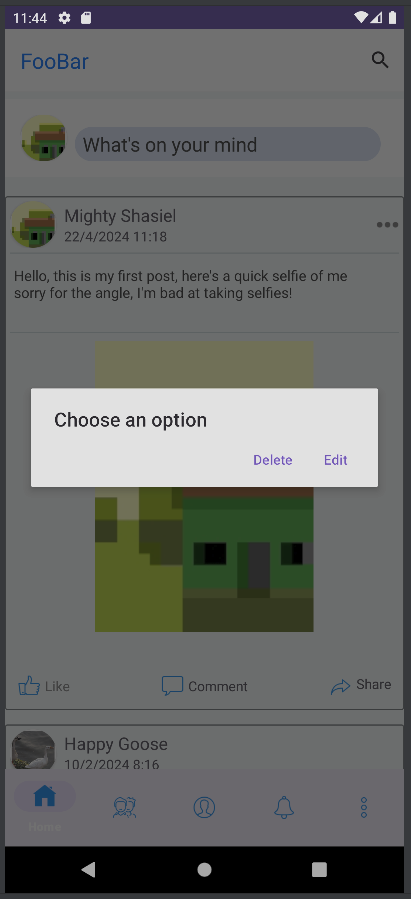 11:44
FooBar
What's on your mind
Mighty Shasiel
22/4/2024 11:18
Hello, this is my first post, here's a quick selfie of me
sorry for the angle, I'm bad at taking selfies!
Choose an option
Delete Edit
Like Comment Share
Happy Goose
10/2/2024 8:16
Home